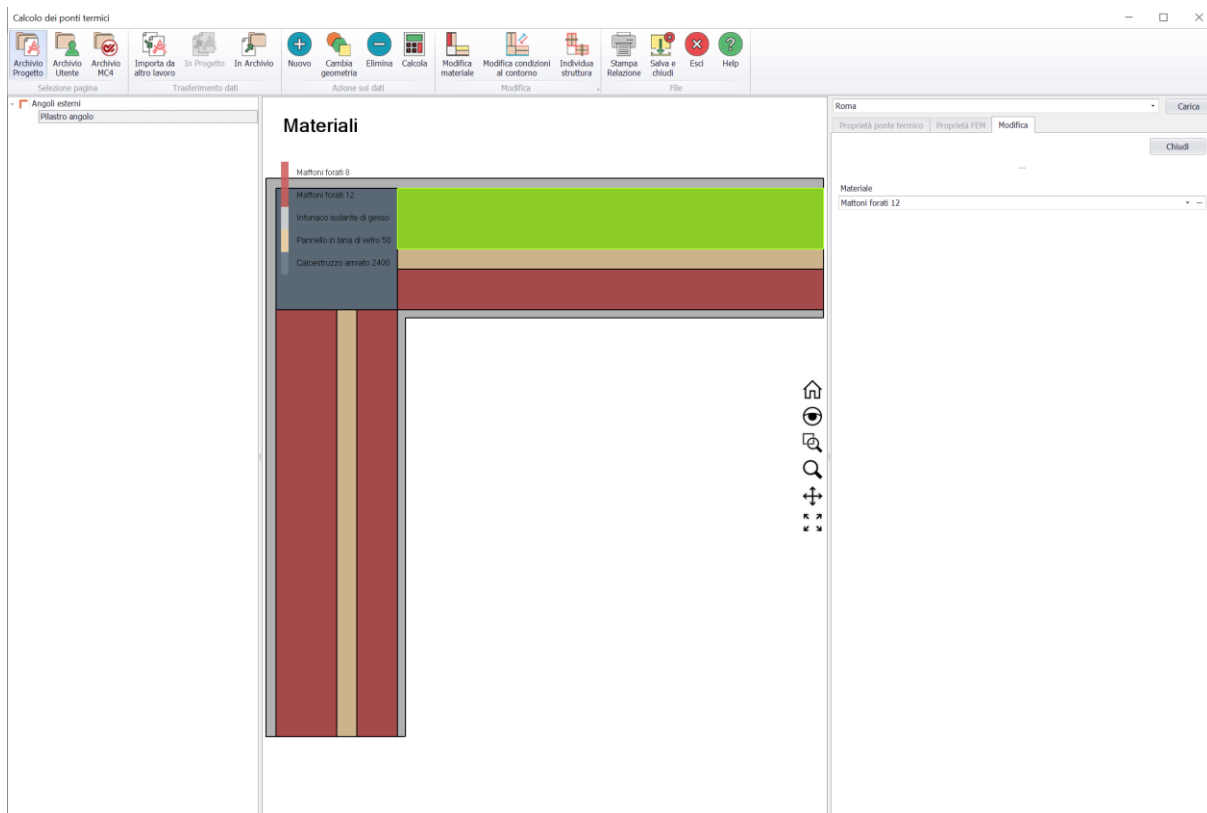 Calcolo dei ponti termici
Archivio Progetto
Archivio Utente
Archivio MC4
Importa da altro lavoro
In Progetto
In Archivio
Nuovo
Cambia geometria
Elimina
Calcola
Modifica materiale
Modifica condizioni al contorno
Individua struttura
Stampa Relazione
Salva e chiudi
Esci
Help
Selezione pagina
Trasferimento dati
Azione sui dati
Modifica
File
Angoli esterni
Pilastro angolo
Materiali
Mattoni forati 8
Mattoni forati 12
Intonaco isolante di gesso
Pannello in lana di vetro 50
Calcestruzzo armato 2400
Roma
Carica
Proprietà ponte termico
Proprietà FEM
Modifica
Chiudi
Materiale
Mattoni forati 12